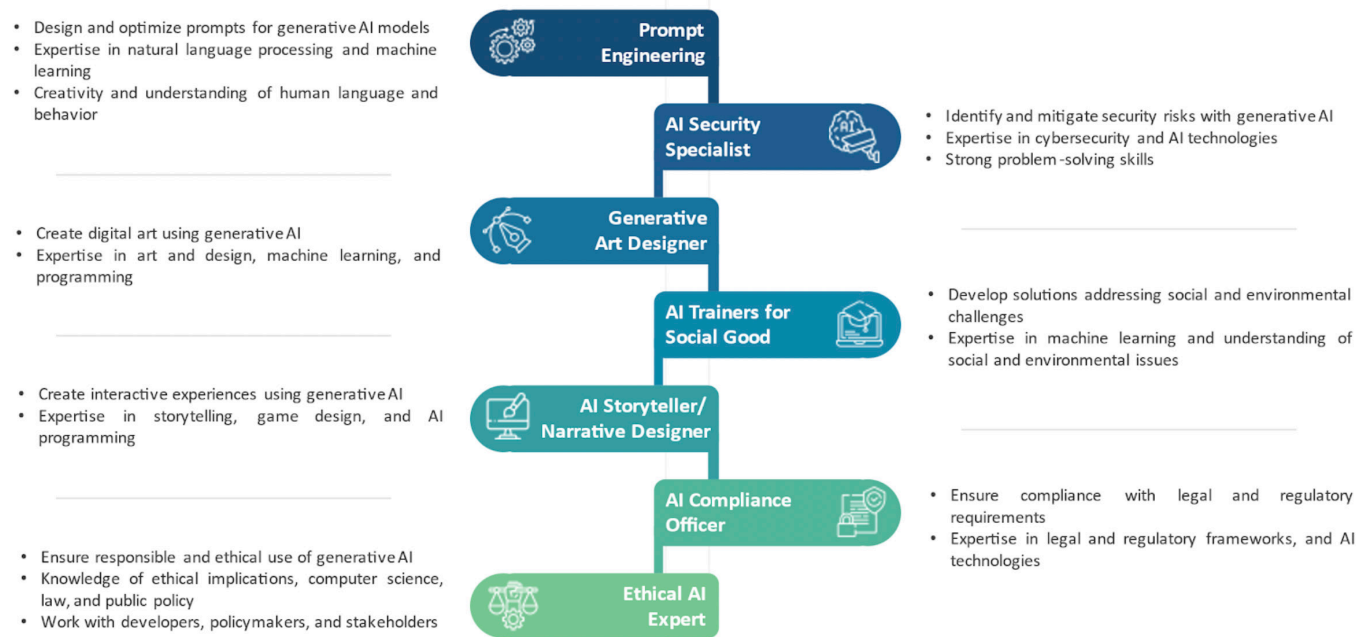 • Design and optimize prompts for generative AI models
• Expertise in natural language processing and machine
learning
• Creativity and understanding of human language and
behavior
Prompt
Engineering
AI Security
Specialist
AI
• Identify and mitigate security risks with generative AI
• Expertise in cybersecurity and AI technologies
• Strong problem-solving skills
• Create digital art using generative AI
• Expertise in art and design, machine learning, and
programming
Generative
Art Designer
AI Trainers for
Social Good
• Develop solutions addressing social and environmental
challenges
• Expertise in machine learning and understanding of
social and environmental issues
• Create interactive experiences using generative AI
• Expertise in storytelling, game design, and AI
programming
AI Storyteller/
Narrative Designer
AI Compliance
Officer
• Ensure compliance with legal and regulatory
requirements
• Expertise in legal and regulatory frameworks, and AI
technologies
• Ensure responsible and ethical use of generative AI
• Knowledge of ethical implications, computer science,
law, and public policy
• Work with developers, policymakers, and stakeholders
Ethical AI
Expert